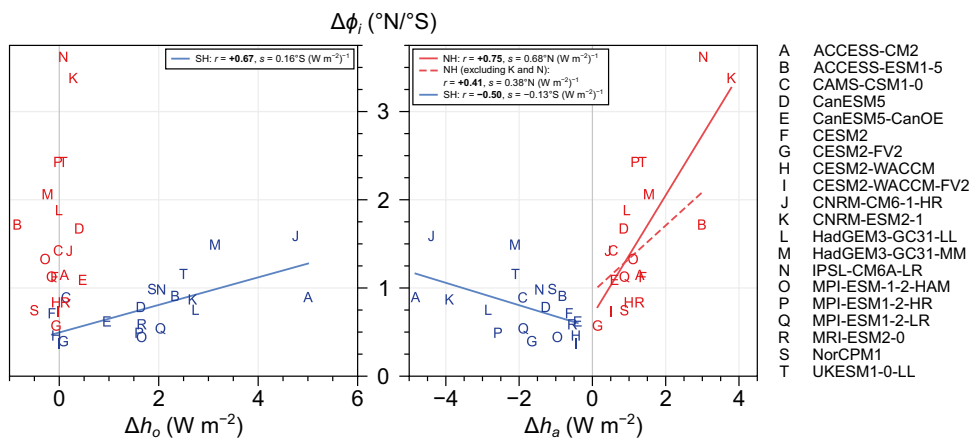 Δϕᵢ (°N/°S)
SH: r = +0.67, s = 0.16°S (W m⁻²)⁻¹
NH: r = +0.75, s = 0.68°N (W m⁻²)⁻¹
NH (excluding K and N):
r = +0.41, s = 0.38°N (W m⁻²)⁻¹
SH: r = −0.50, s = −0.13°S (W m⁻²)⁻¹
3
2
1
0
0 2 4 6
−4 −2 0 2 4
Δhₒ (W m⁻²)
Δhₐ (W m⁻²)
A ACCESS-CM2
B ACCESS-ESM1-5
C CAMS-CSM1-0
D CanESM5
E CanESM5-CanOE
F CESM2
G CESM2-FV2
H CESM2-WACCM
I CESM2-WACCM-FV2
J CNRM-CM6-1-HR
K CNRM-ESM2-1
L HadGEM3-GC31-LL
M HadGEM3-GC31-MM
N IPSL-CM6A-LR
O MPI-ESM-1-2-HAM
P MPI-ESM1-2-HR
Q MPI-ESM1-2-LR
R MRI-ESM2-0
S NorCPM1
T UKESM1-0-LL